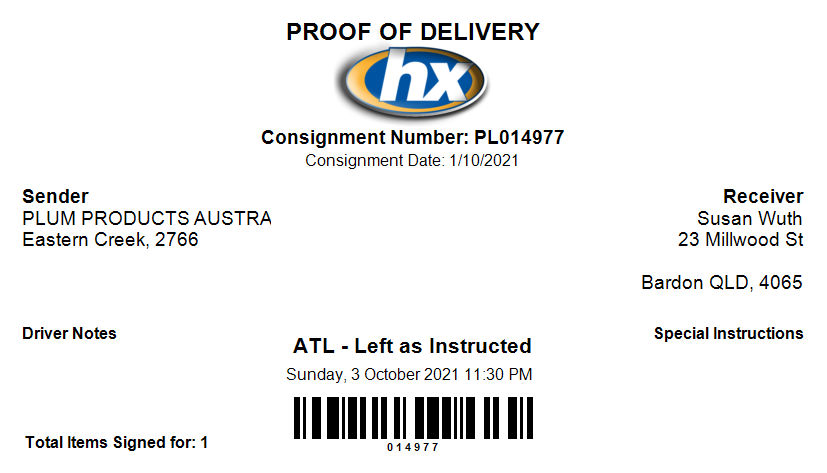 PROOF OF DELIVERY
hx
Consignment Number: PL014977
Consignment Date: 1/10/2021
Sender
PLUM PRODUCTS AUSTRA
Eastern Creek, 2766
Receiver
Susan Wuth
23 Millwood St
Bardon QLD, 4065
Driver Notes
ATL - Left as Instructed
Sunday, 3 October 2021 11:30 PM
Special Instructions
014977
Total Items Signed for: 1